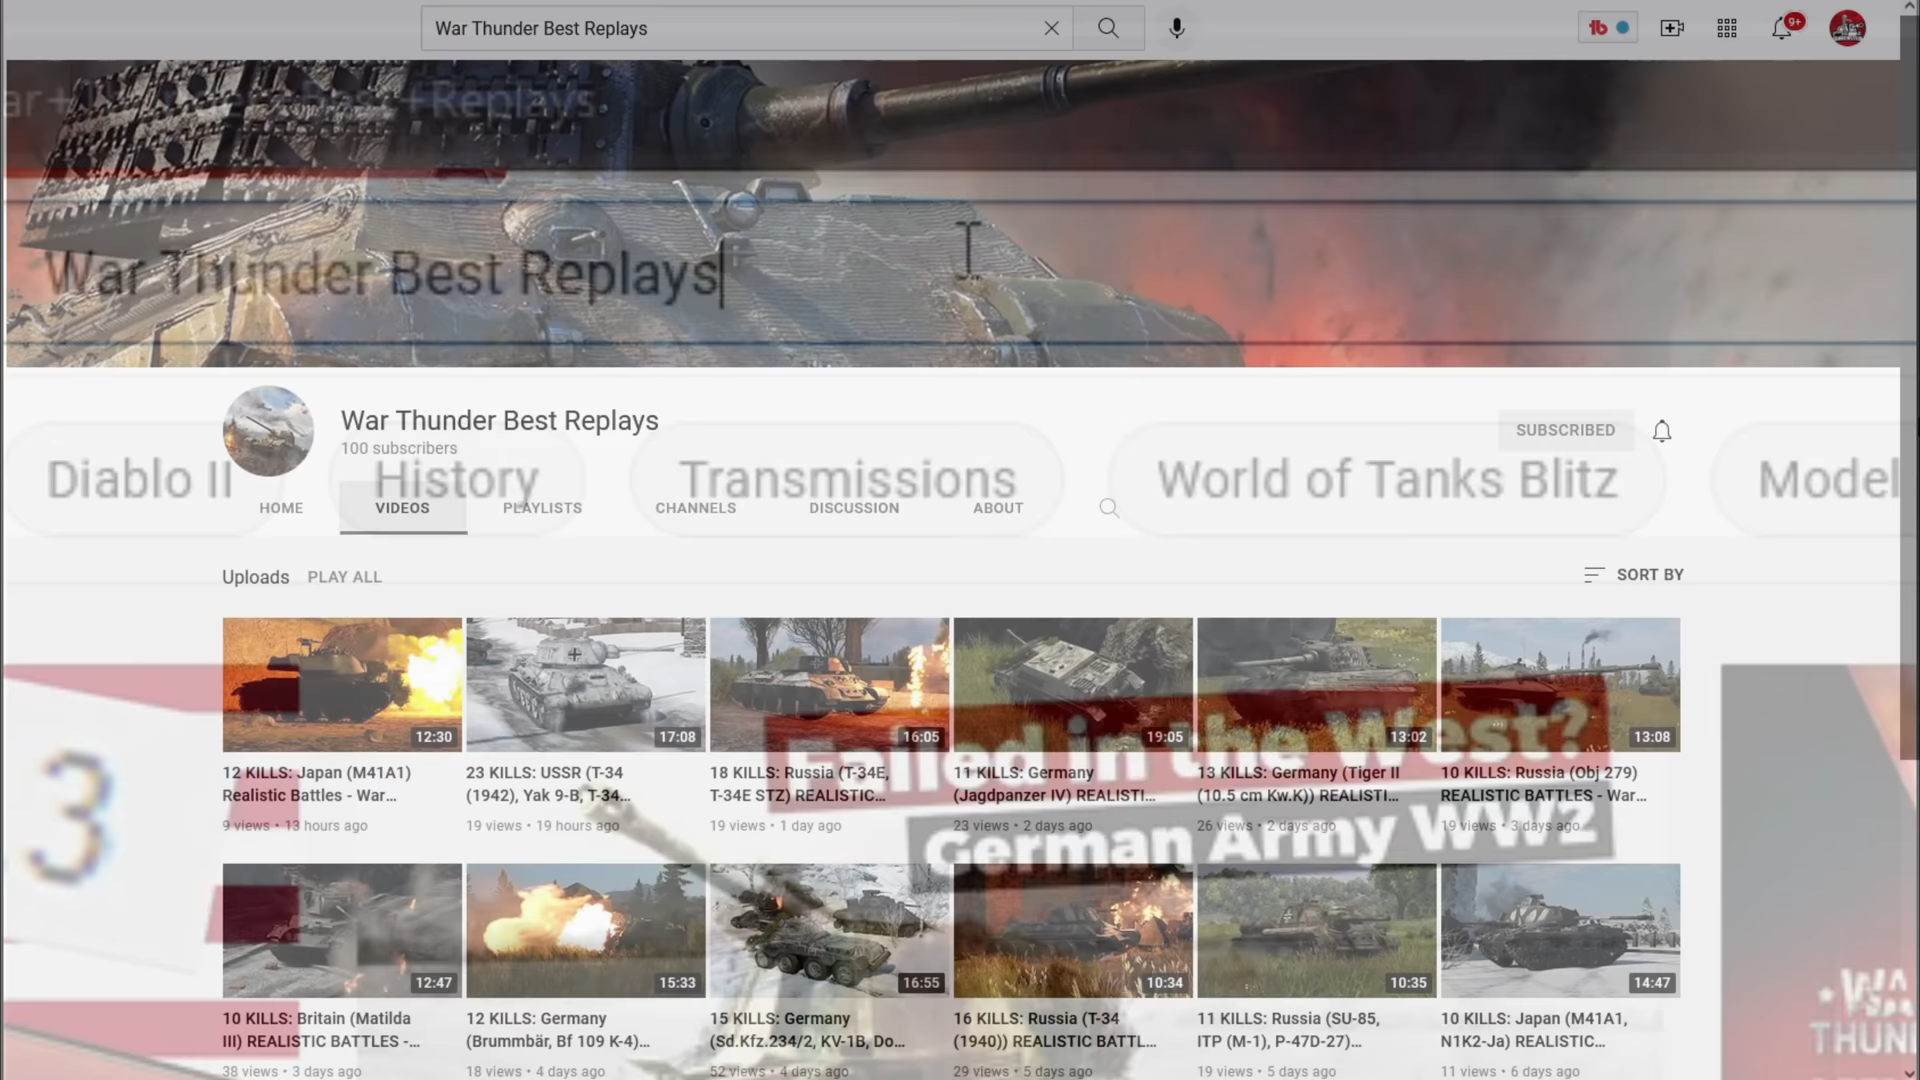 War Thunder Best Replays
9+
ar+
Best+Replays
War Thunder Best Replays
War Thunder Best Replays
100 subscribers
SUBSCRIBED
Diablo II
History
Transmissions
World of Tanks Blitz
Model
HOME
VIDEOS
PLAYLISTS
CHANNELS
DISCUSSION
ABOUT
Uploads
PLAY ALL
SORT BY
12:30
17:08
16:05
19:05
13:02
13:08
Failed in the West?
German Army WW2
3
12 KILLS: Japan (M41A1)
Realistic Battles - War...
9 views • 13 hours ago
23 KILLS: USSR (T-34
(1942), Yak 9-B, T-34...
19 views • 19 hours ago
18 KILLS: Russia (T-34E,
T-34E STZ) REALISTIC...
19 views • 1 day ago
11 KILLS: Germany
(Jagdpanzer IV) REALISTI...
23 views • 2 days ago
13 KILLS: Germany (Tiger II
(10.5 cm Kw.K)) REALISTI...
26 views • 2 days ago
10 KILLS: Russia (Obj 279)
REALISTIC BATTLES - War...
19 views • 3 days ago
12:47
15:33
16:55
10:34
10:35
14:47
10 KILLS: Britain (Matilda
III) REALISTIC BATTLES -...
38 views • 3 days ago
12 KILLS: Germany
(Brummbär, Bf 109 K-4)...
18 views • 4 days ago
15 KILLS: Germany
(Sd.Kfz.234/2, KV-1B, Do...
52 views • 4 days ago
16 KILLS: Russia (T-34
(1940)) REALISTIC BATTL...
29 views • 5 days ago
11 KILLS: Russia (SU-85,
ITP (M-1), P-47D-27)...
19 views • 5 days ago
10 KILLS: Japan (M41A1,
N1K2-Ja) REALISTIC...
11 views • 6 days ago
WA
THUN